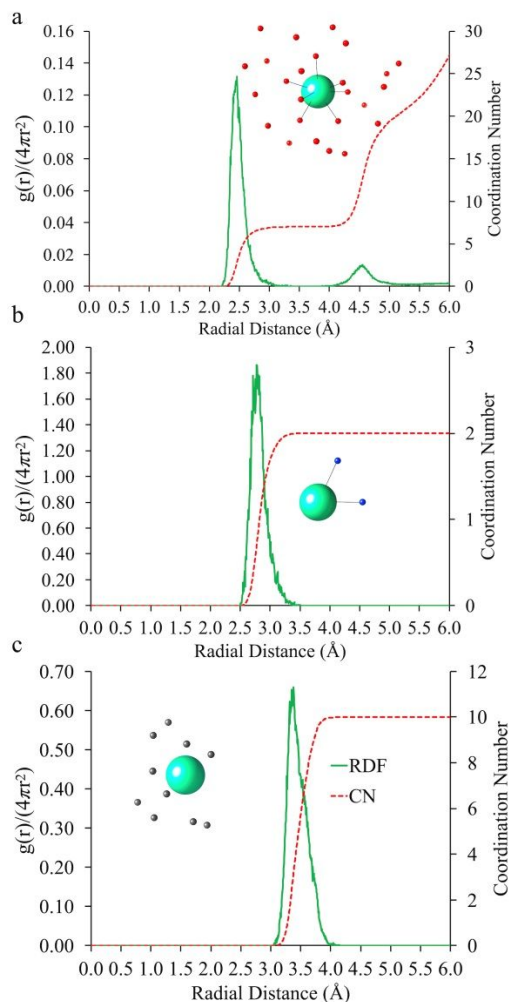 a
0.16
0.14
0.12
0.10
0.08
0.06
0.04
0.02
0.00
g(r)/(4πr²)
30
25
20
15
10
5
0
Coordination Number
0.0 0.5 1.0 1.5 2.0 2.5 3.0 3.5 4.0 4.5 5.0 5.5 6.0
Radial Distance (Å)
b
2.00
1.80
1.60
1.40
1.20
1.00
0.80
0.60
0.40
0.20
0.00
g(r)/(4πr²)
3
2
1
0
Coordination Number
0.0 0.5 1.0 1.5 2.0 2.5 3.0 3.5 4.0 4.5 5.0 5.5 6.0
Radial Distance (Å)
c
0.70
0.60
0.50
0.40
0.30
0.20
0.10
0.00
g(r)/(4πr²)
12
10
8
6
4
2
0
Coordination Number
RDF
CN
0.0 0.5 1.0 1.5 2.0 2.5 3.0 3.5 4.0 4.5 5.0 5.5 6.0
Radial Distance (Å)